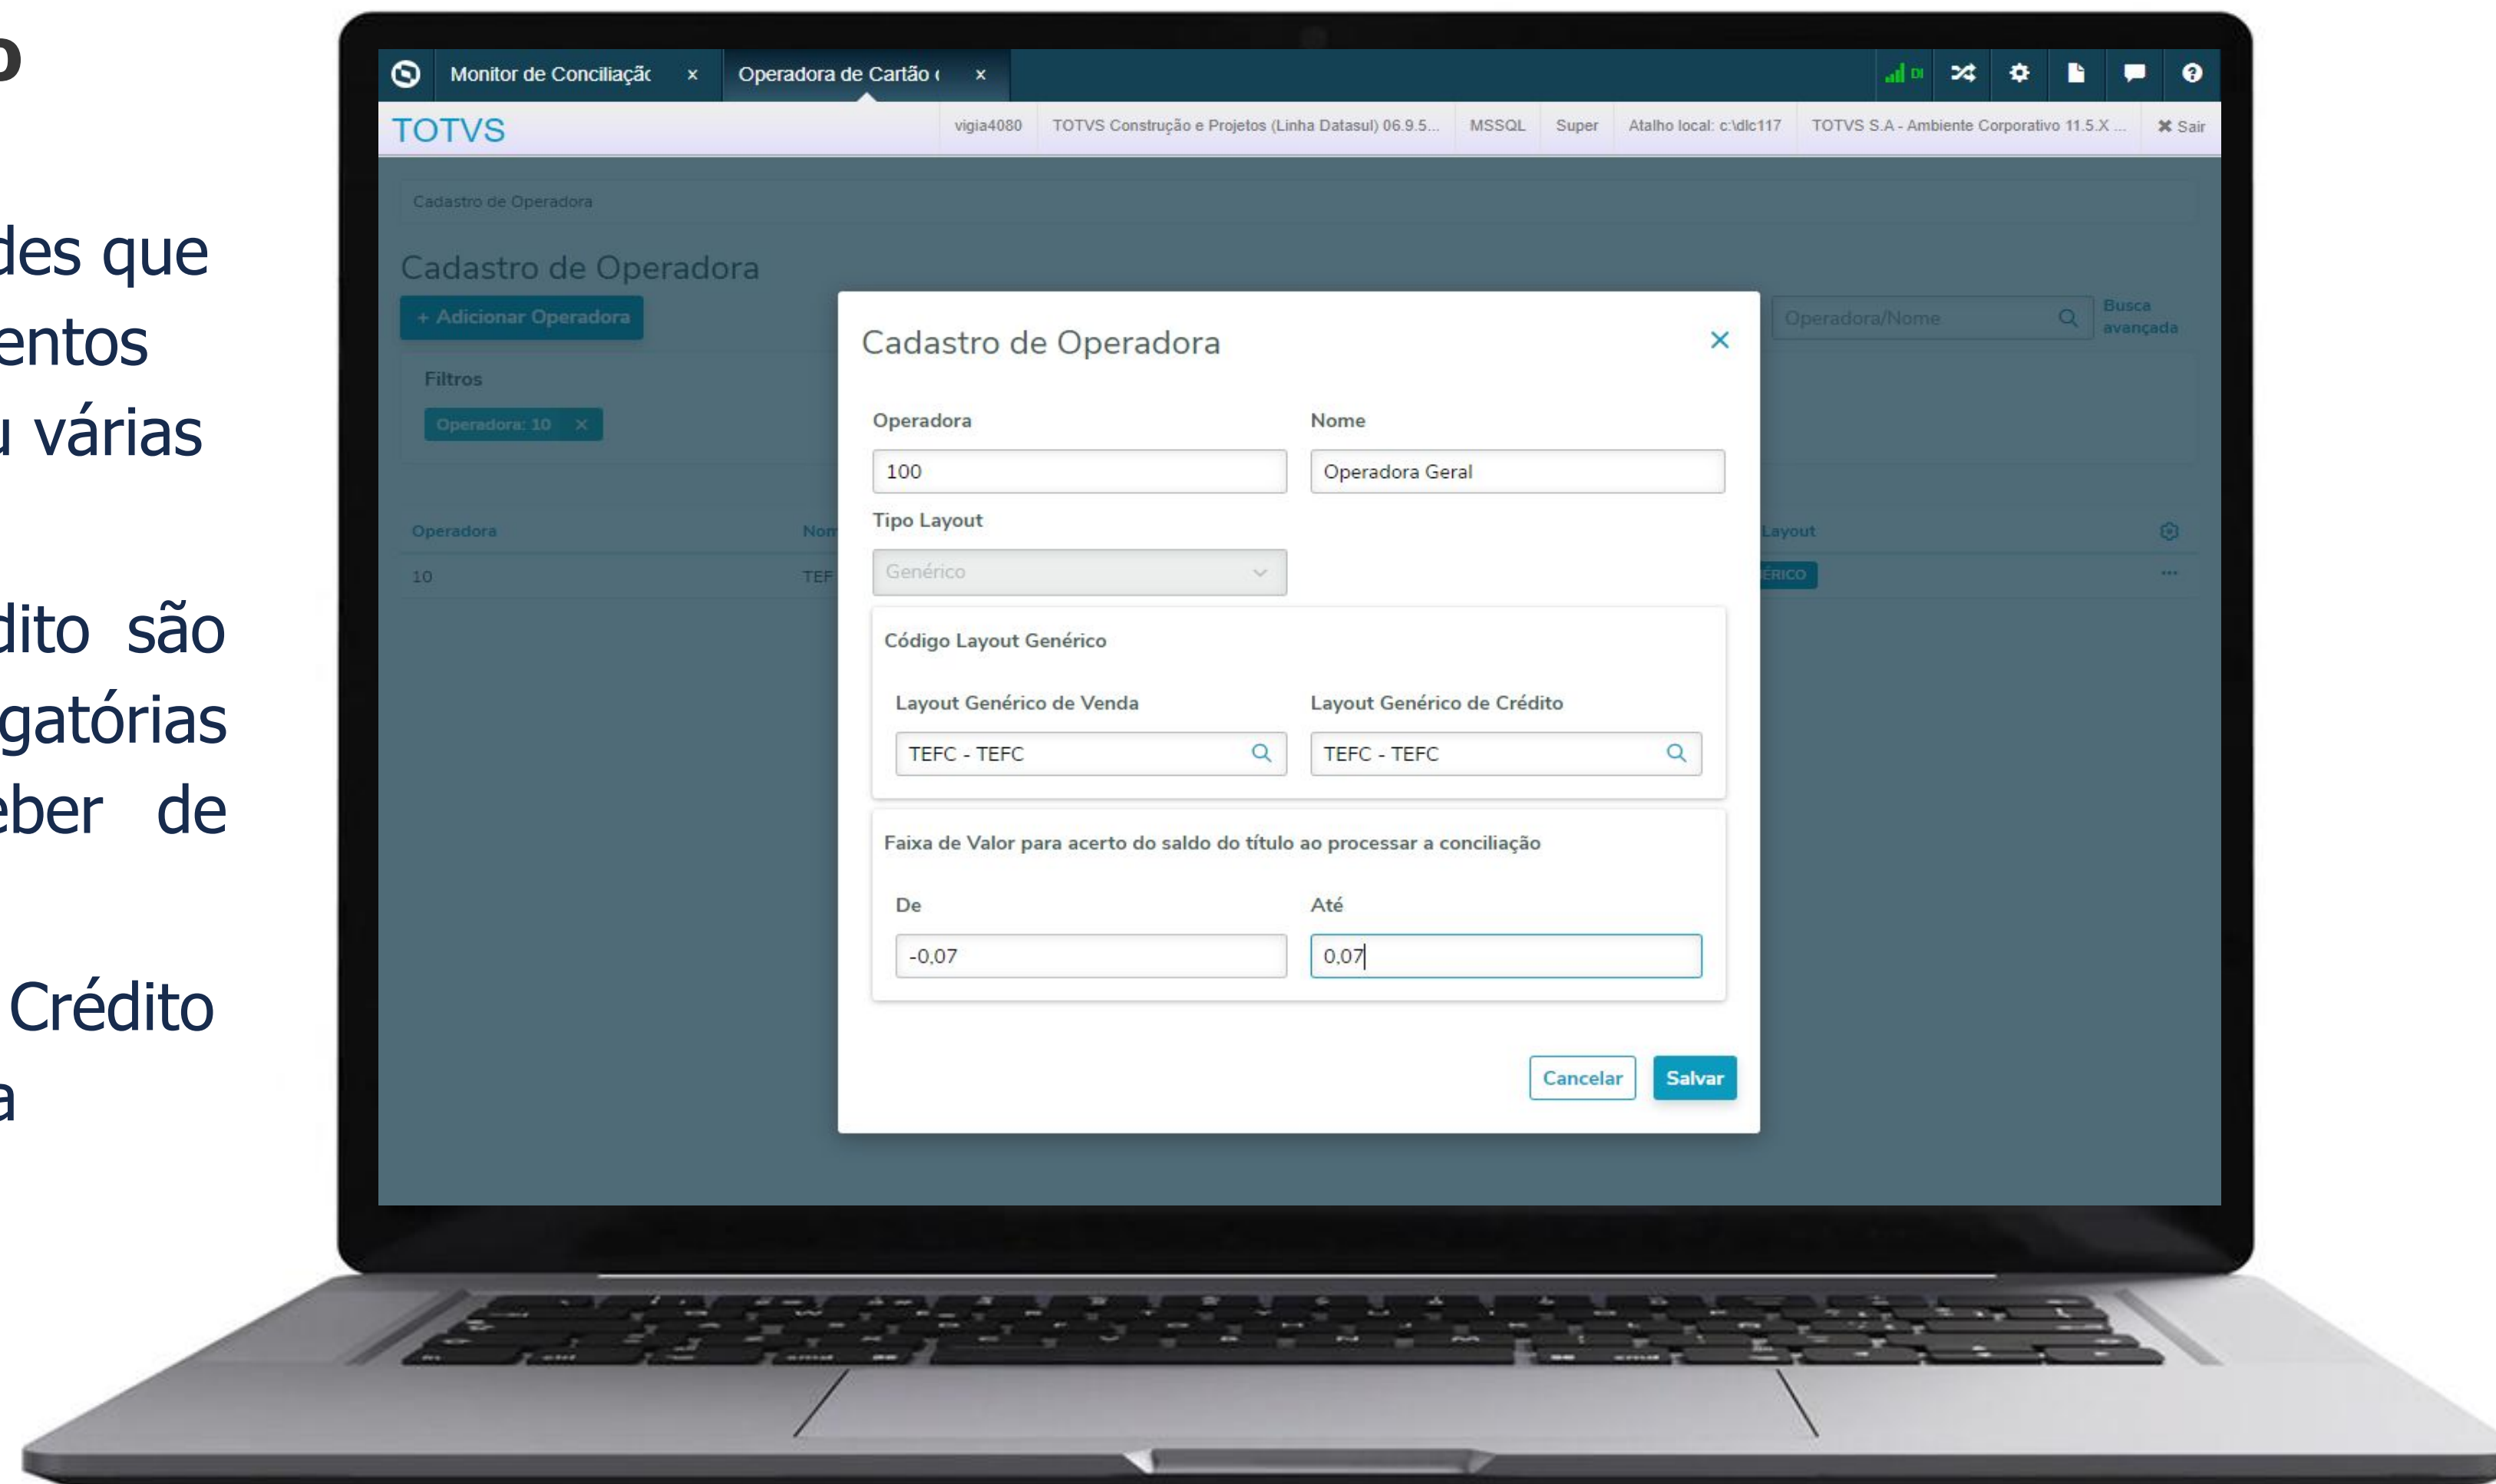 o
des que
entos
u várias
dito são
gatórias
eber de
Crédito
a
Monitor de Conciliaçã x Operadora de Cartão x
DI
TOTVS vigia4080 TOTVS Construção e Projetos (Linha Datasul) 06.9.5... MSSQL Super Atalho local: c:\dlc117 TOTVS S.A - Ambiente Corporativo 11.5.X ... Sair
Cadastro de Operadora
Cadastro de Operadora
+ Adicionar Operadora
Operadora/Nome
Busca
avançada
Filtros
Operadora: 10 ×
Operadora Nom Layout
10 TEF ÉRICO ...
Cadastro de Operadora ×
Operadora Nome
100 Operadora Geral
Tipo Layout
Genérico
Código Layout Genérico
Layout Genérico de Venda Layout Genérico de Crédito
TEFC - TEFC TEFC - TEFC
Faixa de Valor para acerto do saldo do título ao processar a conciliação
De Até
-0,07 0,07
Cancelar Salvar